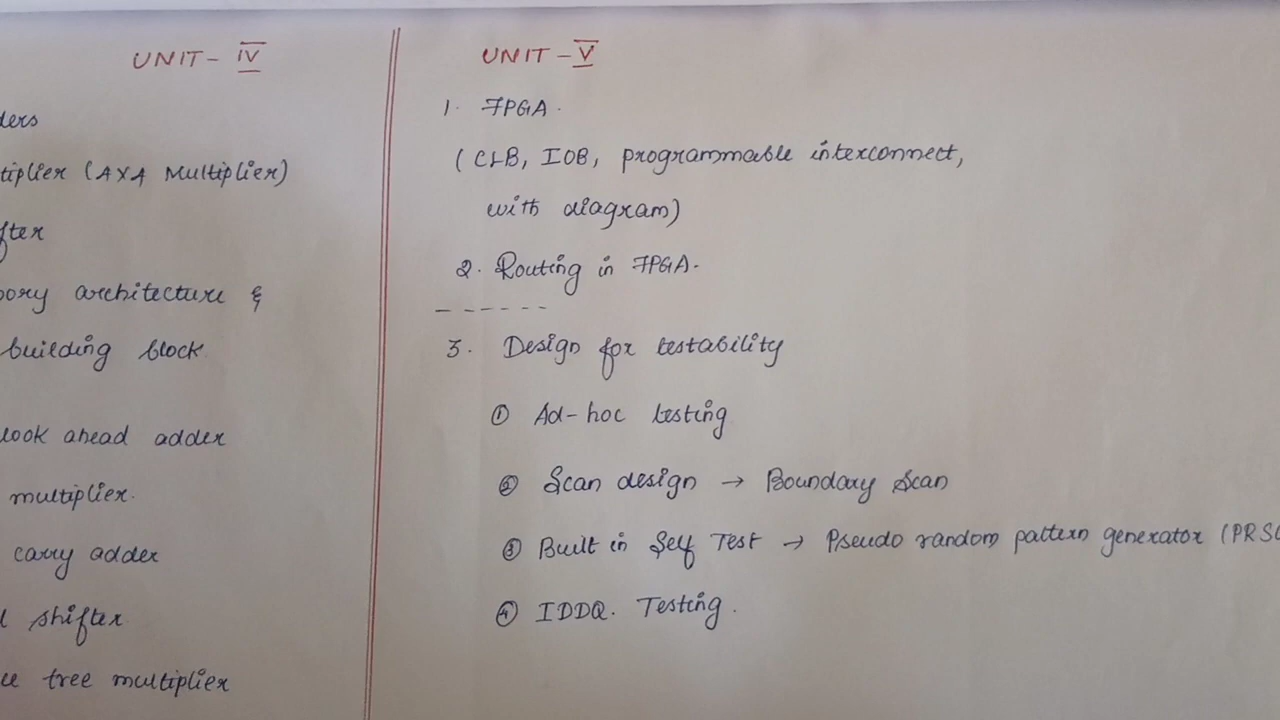 UNIT - IV
ders
tiplier (4x4 Multiplier)
fter
ory architecture &
building block
look ahead adder
multiplier.
carry adder
l shifter
tree multiplier
UNIT - V
1. FPGA.
(CLB, IOB, programmable interconnect,
with diagram)
2. Routing in FPGA.
------
3. Design for testability
① Ad-hoc testing
② Scan design → Boundary Scan
③ Built in Self Test → Pseudo random pattern generator (PRSG
④ IDDQ. Testing.